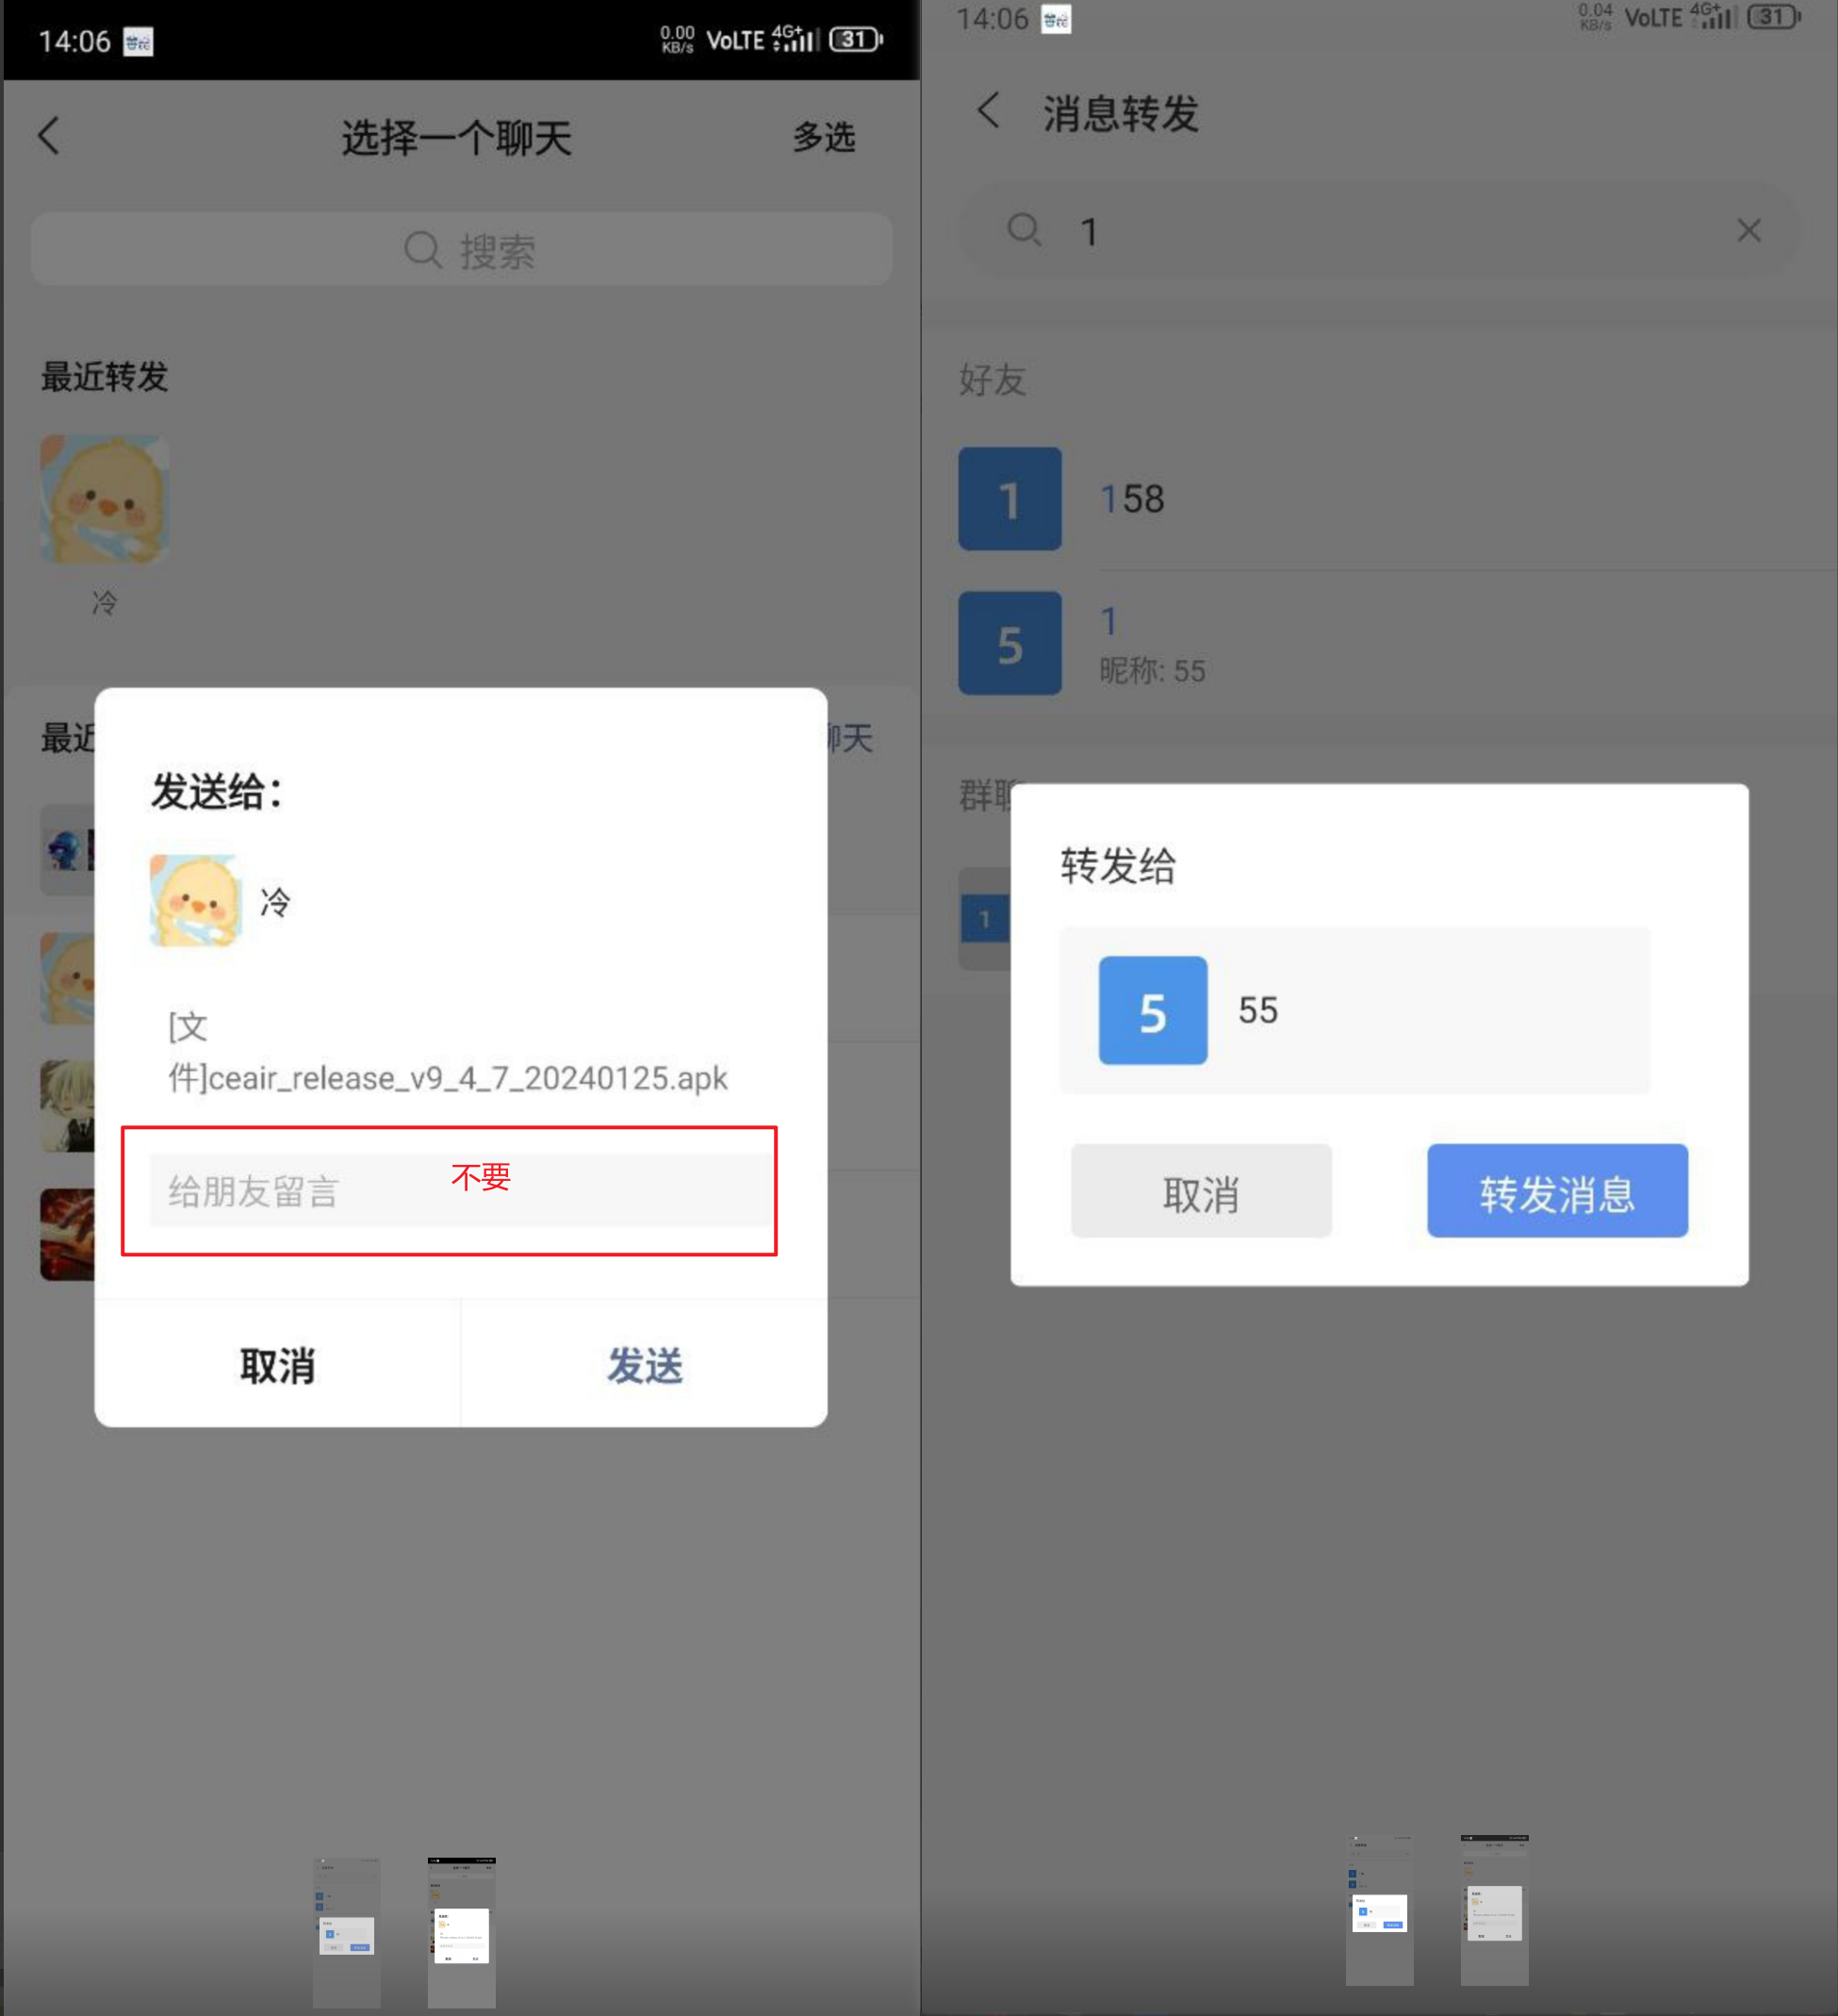 14:06
0.00
KB/s
VoLTE
4G+
31
选择一个聊天
多选
搜索
最近转发
冷
最近
聊天
发送给：
冷
[文
件]ceair_release_v9_4_7_20240125.apk
给朋友留言
不要
取消
发送
14:06
0.04
KB/s
VoLTE
4G+
31
消息转发
1
好友
1
158
5
1
昵称: 55
群聊
1
转发给
5
55
取消
转发消息